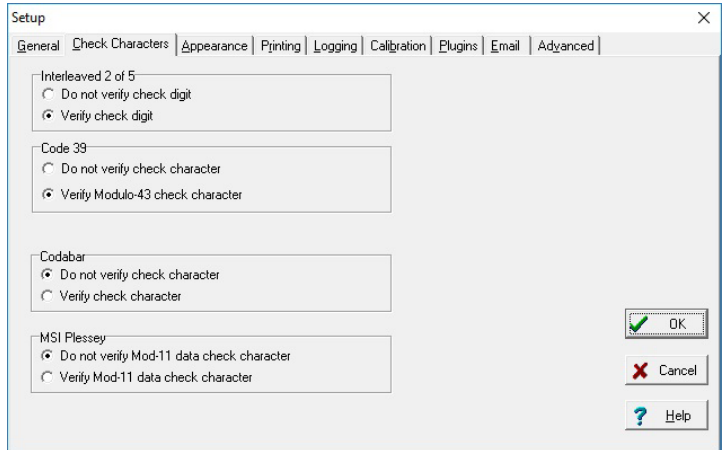 Setup
General Check Characters Appearance Printing Logging Calibration Plugins Email Advanced
Interleaved 2 of 5
Do not verify check digit
Verify check digit
Code 39
Do not verify check character
Verify Modulo-43 check character
Codabar
Do not verify check character
Verify check character
MSI Plessey
Do not verify Mod-11 data check character
Verify Mod-11 data check character
OK
Cancel
Help